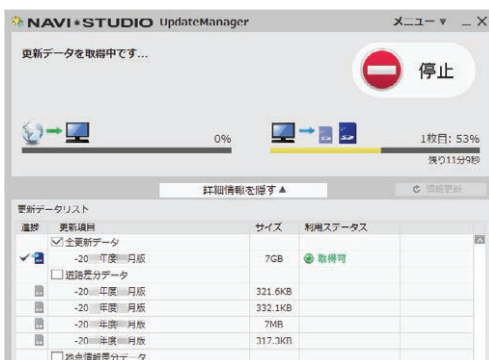 NAVI*STUDIO UpdateManager メニュー ▼ _ X
更新データを取得中です...
停止
0% 1枚目: 53%
残り11分9秒
詳細情報を隠す▲ 情報更新
更新データリスト
進捗 更新項目 サイズ 利用ステータス
全更新データ
-20 年度 月版 7GB 取得可
道路差分データ
-20 年度 月版 321.6KB
-20 年度 月版 332.1KB
-20 年度 月版 7MB
-20 年度 月版 317.3KB
地点情報差分データ